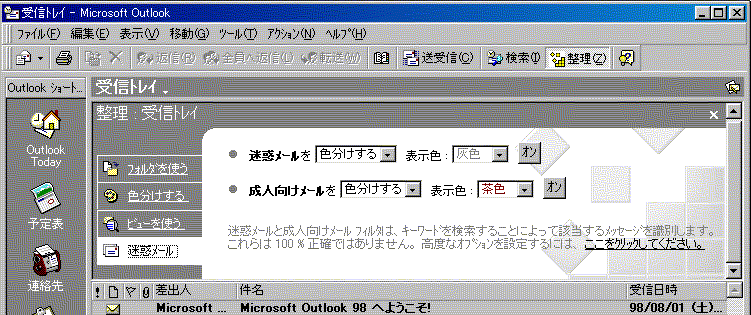 受信トレイ - Microsoft Outlook
ファイル(F) 編集(E) 表示(V) 移動(G) ツール(T) アクション(N) ヘルプ(H)
返信(R) 全員へ返信(L) 転送(W) 送受信(C) 検索(I) 整理(Z)
Outlook ショート... 受信トレイ
整理 : 受信トレイ
Outlook
Today
予定表
連絡先
フォルダを使う
色分けする
ビューを使う
迷惑メール
迷惑メールを 色分けする 表示色 : 灰色 オン
成人向けメールを 色分けする 表示色 : 茶色 オン
迷惑メールと成人向けメール フィルタは、キーワードを検索することによって該当するメッセージを識別します。
これらは 100 % 正確ではありません。高度なオプションを設定するには、ここをクリックしてください。
差出人 件名 受信日時
Microsoft ... Microsoft Outlook 98 へようこそ! 98/08/01 (土)...